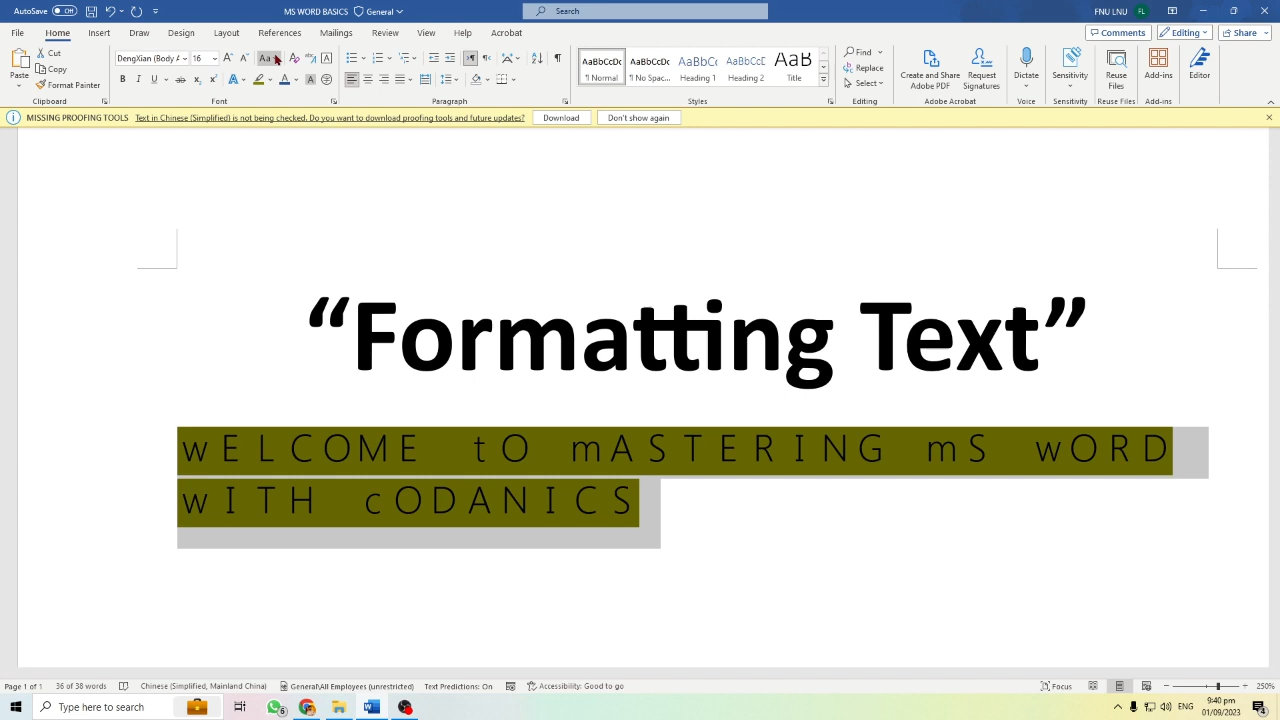 AutoSave Off MS WORD BASICS General Search FNU LNU FL
File Home Insert Draw Design Layout References Mailings Review View Help Acrobat Comments Editing Share
Paste Cut Copy Format Painter
DengXian (Body A 16 Aa
B I U A
AaBbCcDc AaBbCcDc AaBbCc AaBbCcD AaB
¶ Normal ¶ No Spac... Heading 1 Heading 2 Title
Find Replace Select
Create and Share Adobe PDF Request Signatures Dictate Sensitivity Reuse Files Add-ins Editor
Clipboard Font Paragraph Styles Editing Adobe Acrobat Voice Sensitivity Reuse Files Add-ins
MISSING PROOFING TOOLS Text in Chinese (Simplified) is not being checked. Do you want to download proofing tools and future updates? Download Don't show again
“Formatting Text”
wELCOME tO mASTERING mS wORD
wITH cODANICS
Page 1 of 1 36 of 38 words Chinese (Simplified, Mainland China) General\All Employees (unrestricted) Text Predictions: On Accessibility: Good to go Focus 250%
Type here to search ENG 9:40 pm
01/09/2023